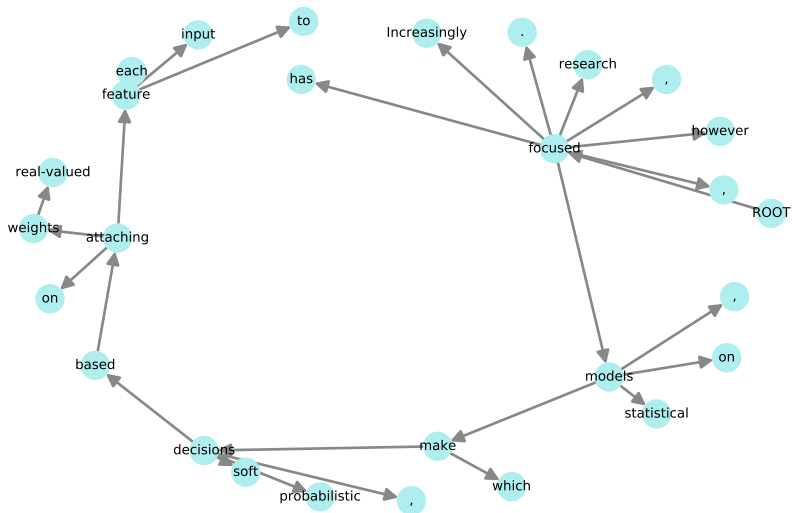 to
input
Increasingly
.
research
each
has
,
feature
however
focused
real-valued
,
ROOT
weights
attaching
on
,
on
based
models
statistical
make
decisions
soft
which
probabilistic
,